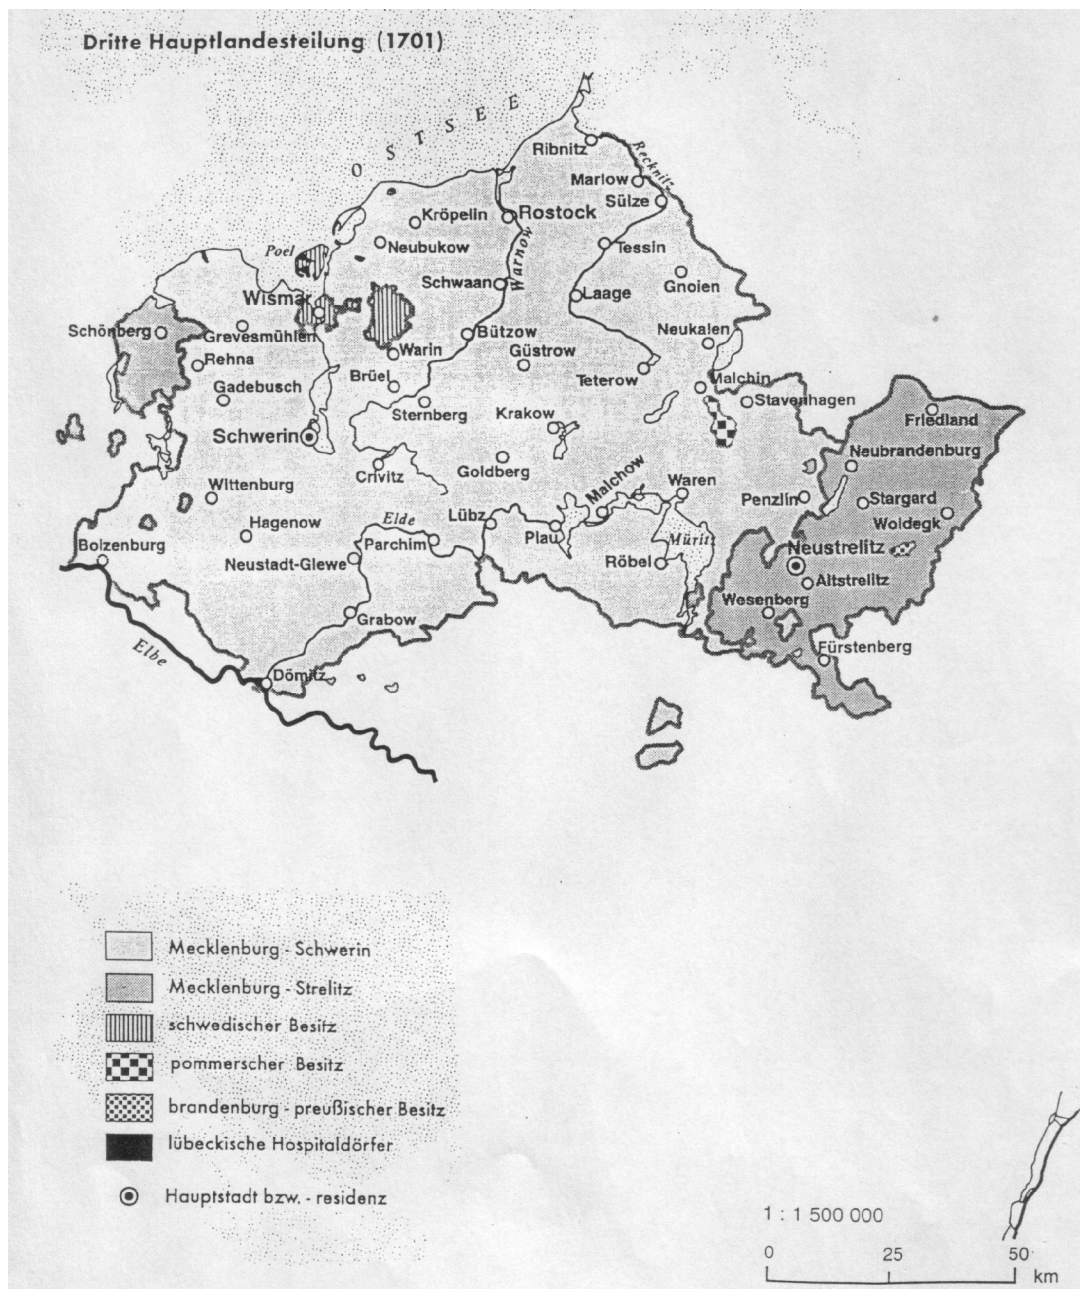 Dritte Hauptlandesteilung (1701)
OSTSEE
Ribnitz
Recknitz
Marlow
Sülze
Kröpelin
Rostock
Neubukow
Poel
Tessin
Warnow
Schwaan
Gnoien
Laage
Wismar
Schönberg
Grevesmühlen
Bützow
Neukalen
Warin
Güstrow
Rehna
Brüel
Teterow
Malchin
Gadebusch
Stavenhagen
Sternberg
Krakow
Friedland
Schwerin
Neubrandenburg
Goldberg
Crivitz
Malchow
Waren
Wittenburg
Penzlin
Stargard
Woldegk
Hagenow
Elde
Lübz
Bolzenburg
Parchim
Plau
Müritz
Neustrelitz
Neustadt-Glewe
Röbel
Altstrelitz
Wesenberg
Grabow
Elbe
Fürstenberg
Dömitz
Mecklenburg - Schwerin
Mecklenburg - Strelitz
schwedischer Besitz
pommerscher Besitz
brandenburg - preußischer Besitz
lübeckische Hospitaldörfer
Hauptstadt bzw. - residenz
1 : 1 500 000
0 25 50
km